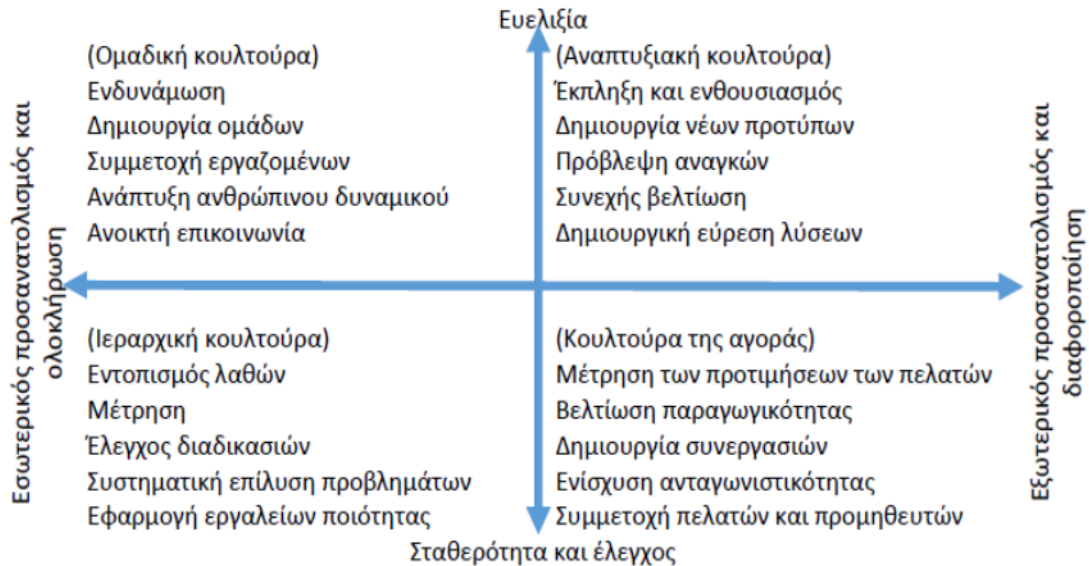 Ευελιξία
(Ομαδική κουλτούρα)
Ενδυνάμωση
Δημιουργία ομάδων
Συμμετοχή εργαζομένων
Ανάπτυξη ανθρώπινου δυναμικού
Ανοικτή επικοινωνία
(Αναπτυξιακή κουλτούρα)
Έκπληξη και ενθουσιασμός
Δημιουργία νέων προτύπων
Πρόβλεψη αναγκών
Συνεχής βελτίωση
Δημιουργική εύρεση λύσεων
Εσωτερικός προσανατολισμός και
ολοκλήρωση
Εξωτερικός προσανατολισμός και
διαφοροποίηση
(Ιεραρχική κουλτούρα)
Εντοπισμός λαθών
Μέτρηση
Έλεγχος διαδικασιών
Συστηματική επίλυση προβλημάτων
Εφαρμογή εργαλείων ποιότητας
(Κουλτούρα της αγοράς)
Μέτρηση των προτιμήσεων των πελατών
Βελτίωση παραγωγικότητας
Δημιουργία συνεργασιών
Ενίσχυση ανταγωνιστικότητας
Συμμετοχή πελατών και προμηθευτών
Σταθερότητα και έλεγχος